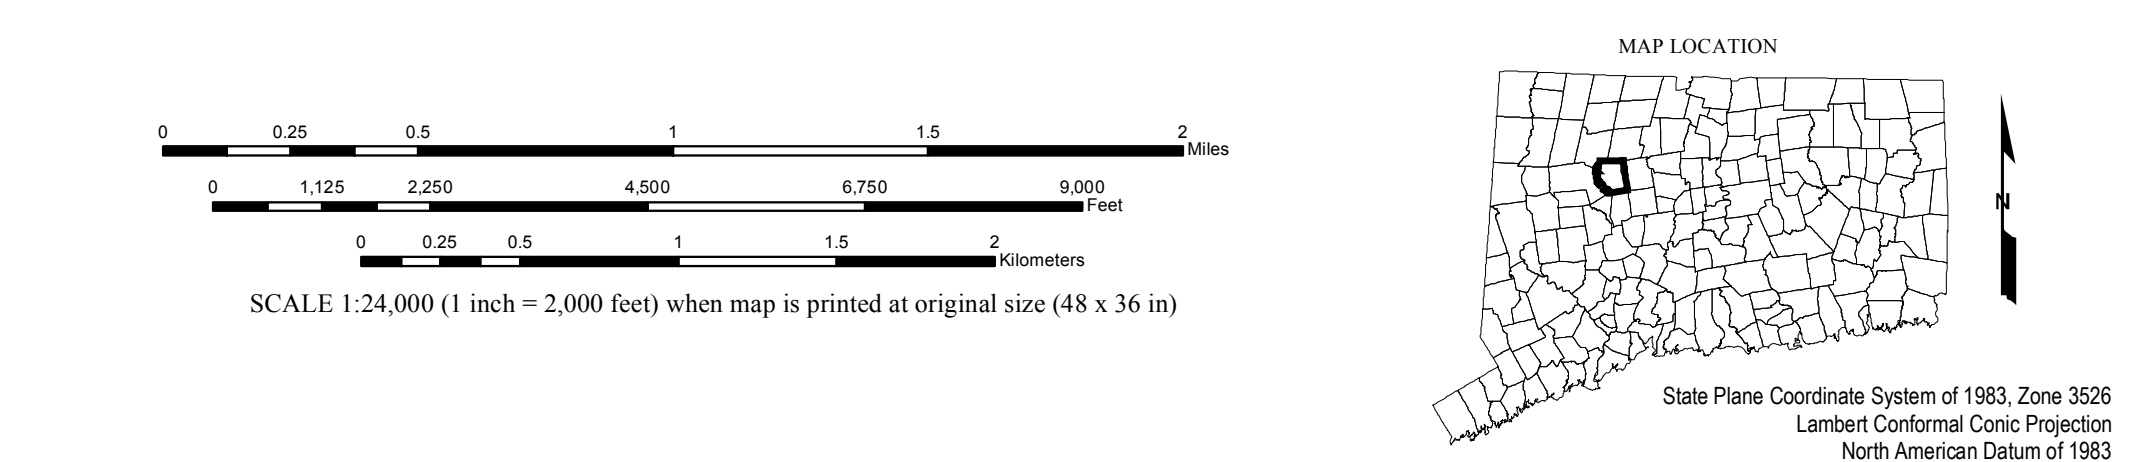 0 0.25 0.5 1 1.5 2
Miles
0 1,125 2,250 4,500 6,750 9,000
Feet
0 0.25 0.5 1 1.5 2
Kilometers
SCALE 1:24,000 (1 inch = 2,000 feet) when map is printed at original size (48 x 36 in)
MAP LOCATION
N
State Plane Coordinate System of 1983, Zone 3526
Lambert Conformal Conic Projection
North American Datum of 1983